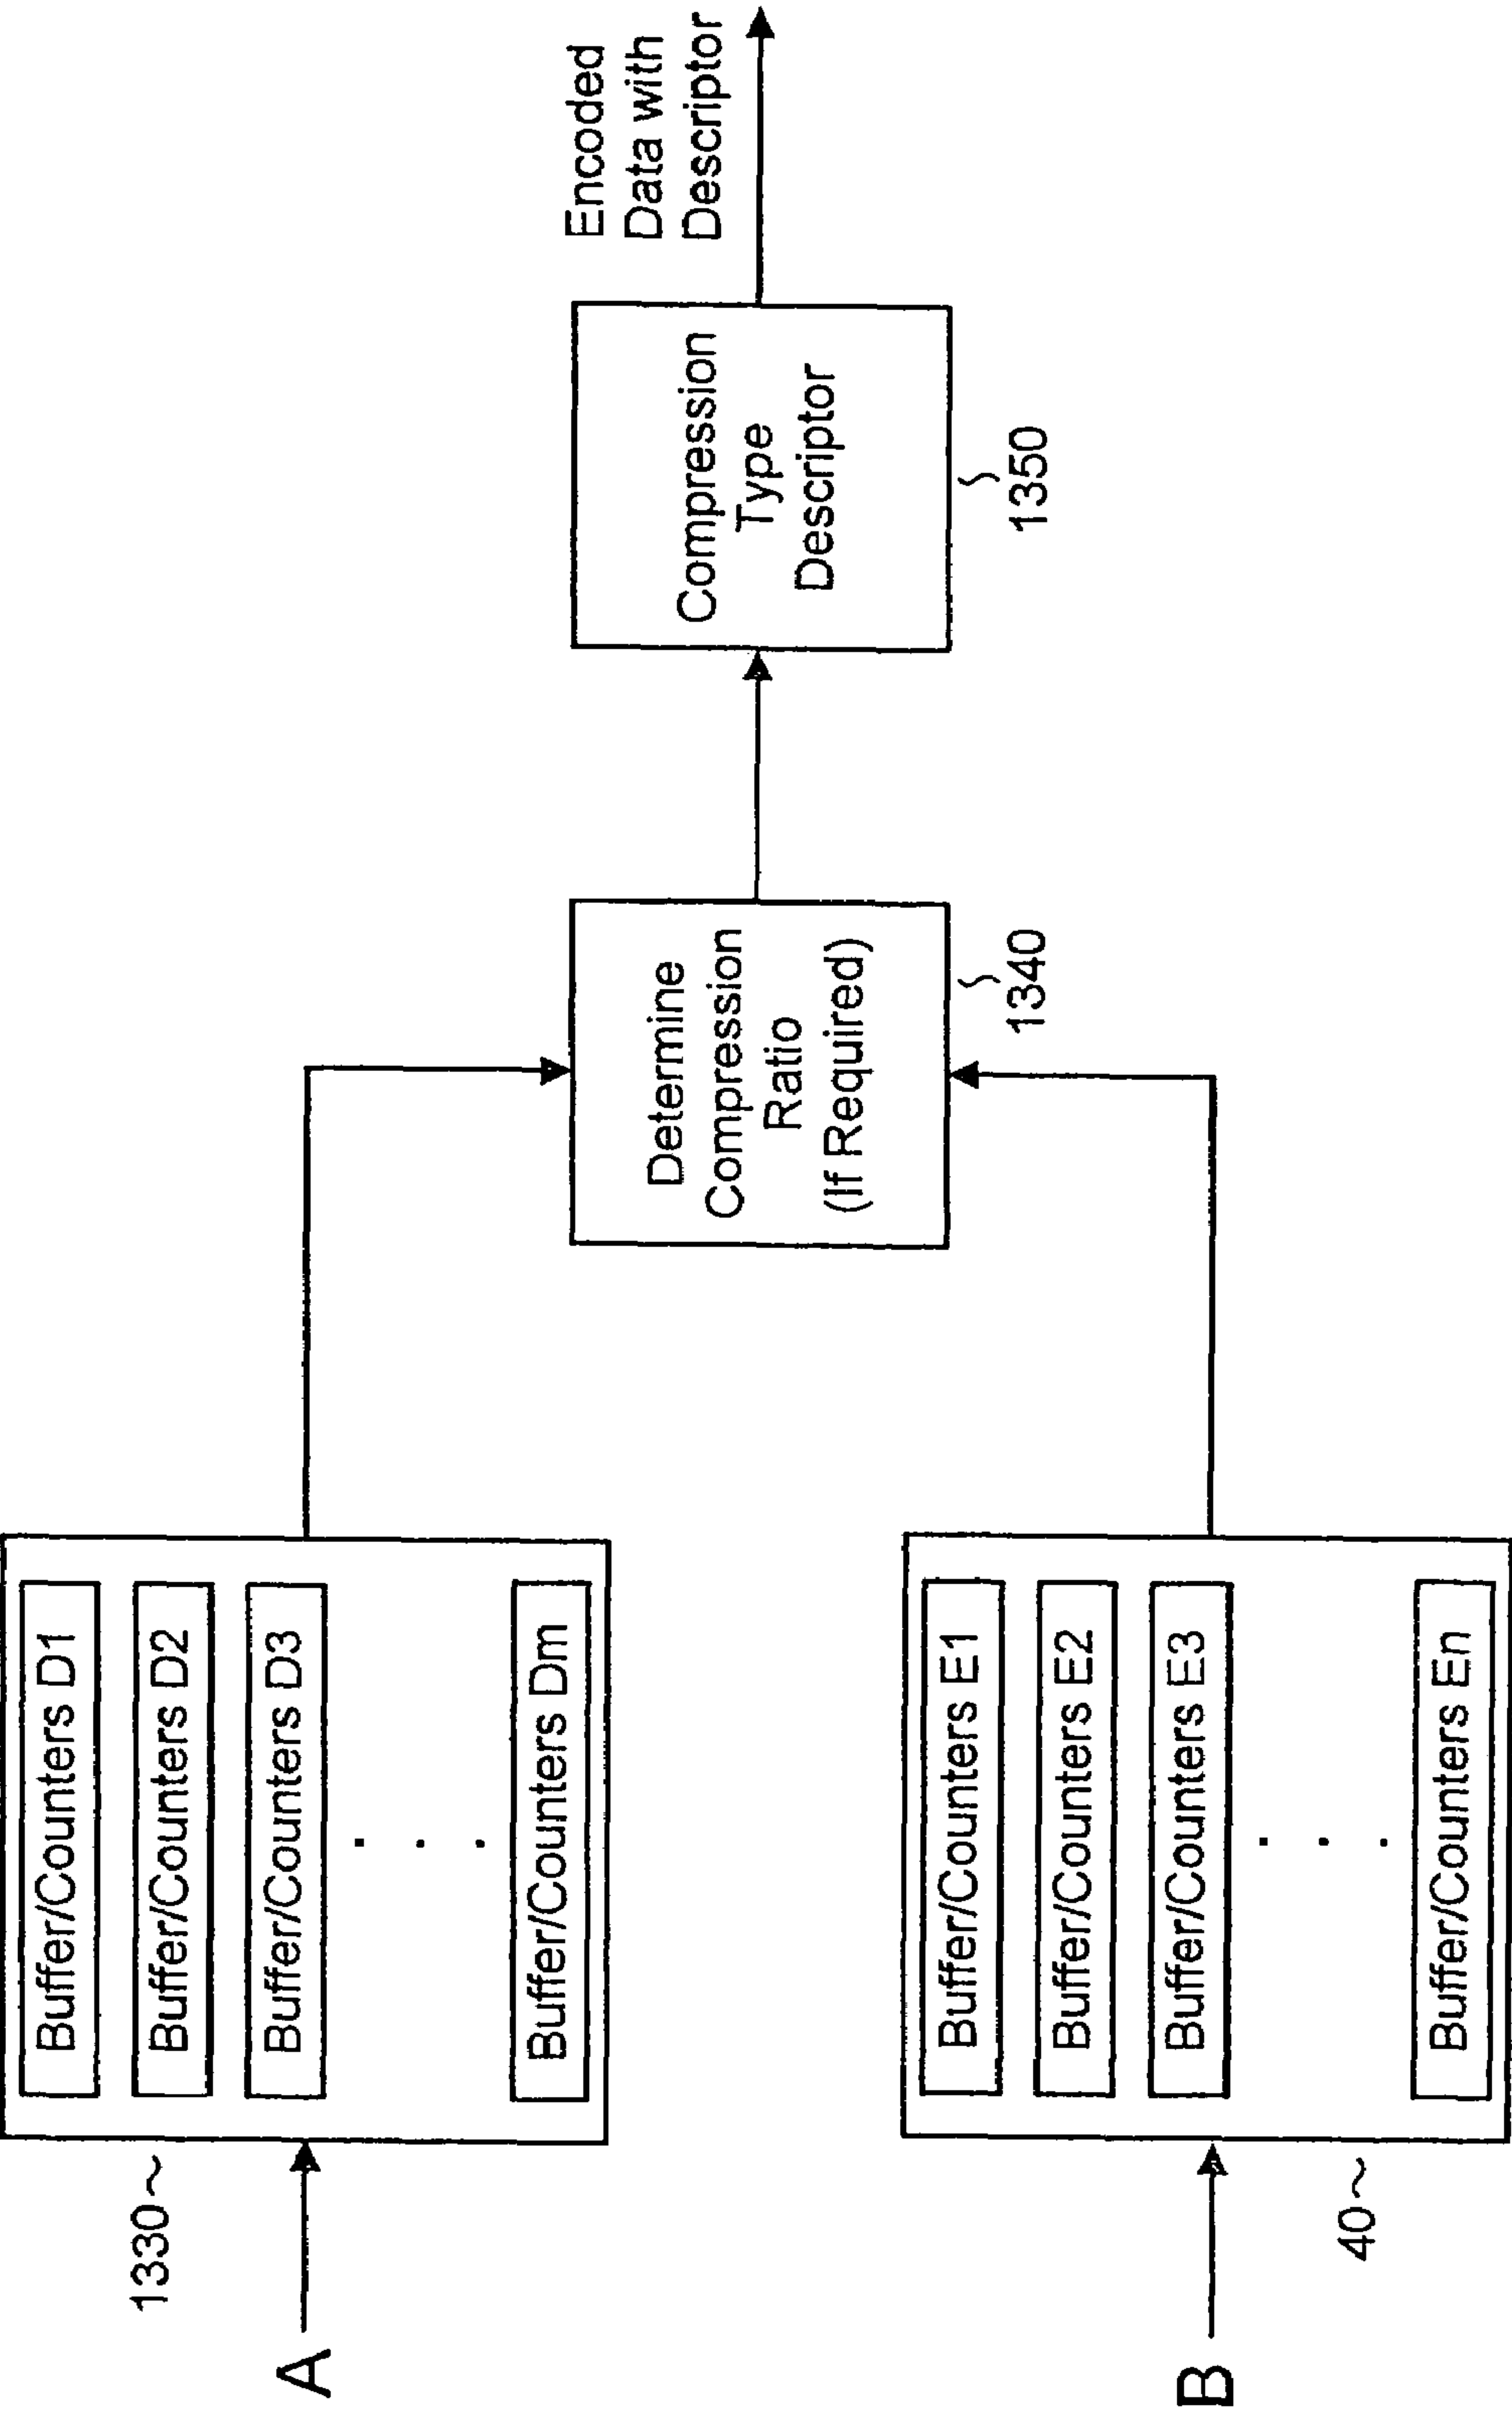 A
1330
Buffer/Counters D1
Buffer/Counters D2
Buffer/Counters D3
. . .
Buffer/Counters Dm
B
40
Buffer/Counters E1
Buffer/Counters E2
Buffer/Counters E3
. . .
Buffer/Counters En
Determine
Compression
Ratio
(If Required)
1340
Compression
Type
Descriptor
1350
Encoded
Data with
Descriptor